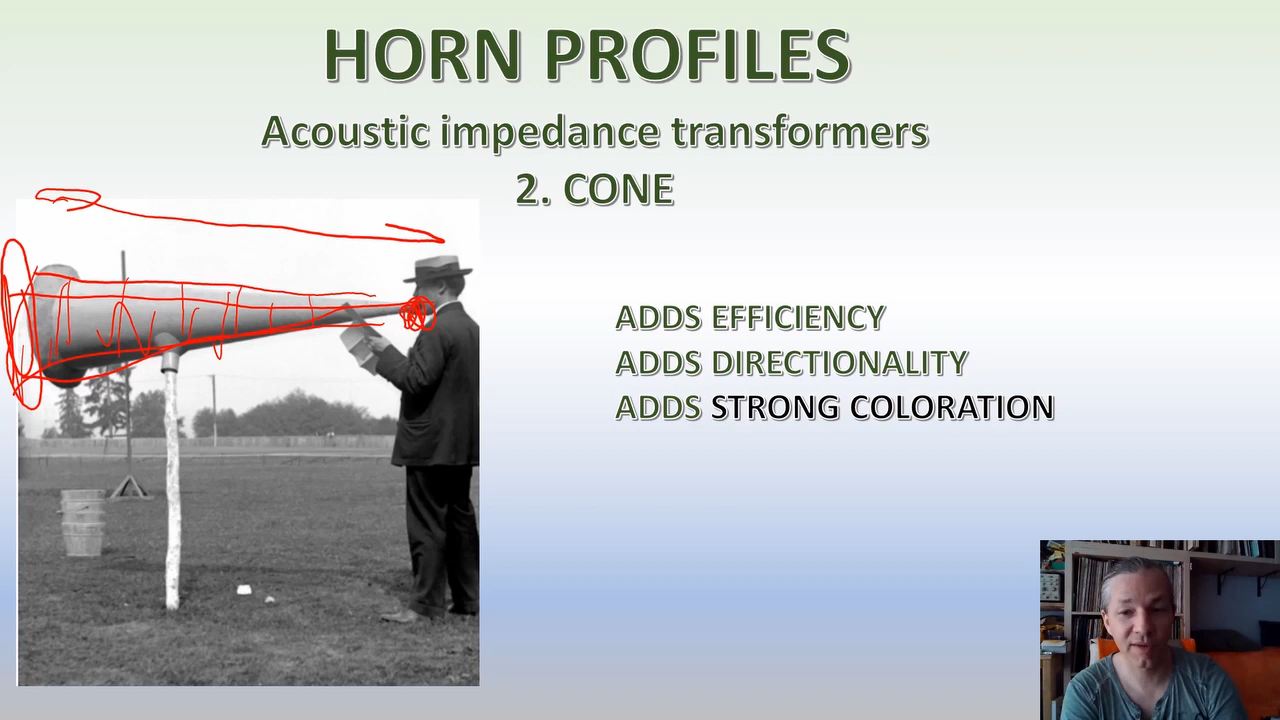 HORN PROFILES
Acoustic impedance transformers
2. CONE
ADDS EFFICIENCY
ADDS DIRECTIONALITY
ADDS STRONG COLORATION